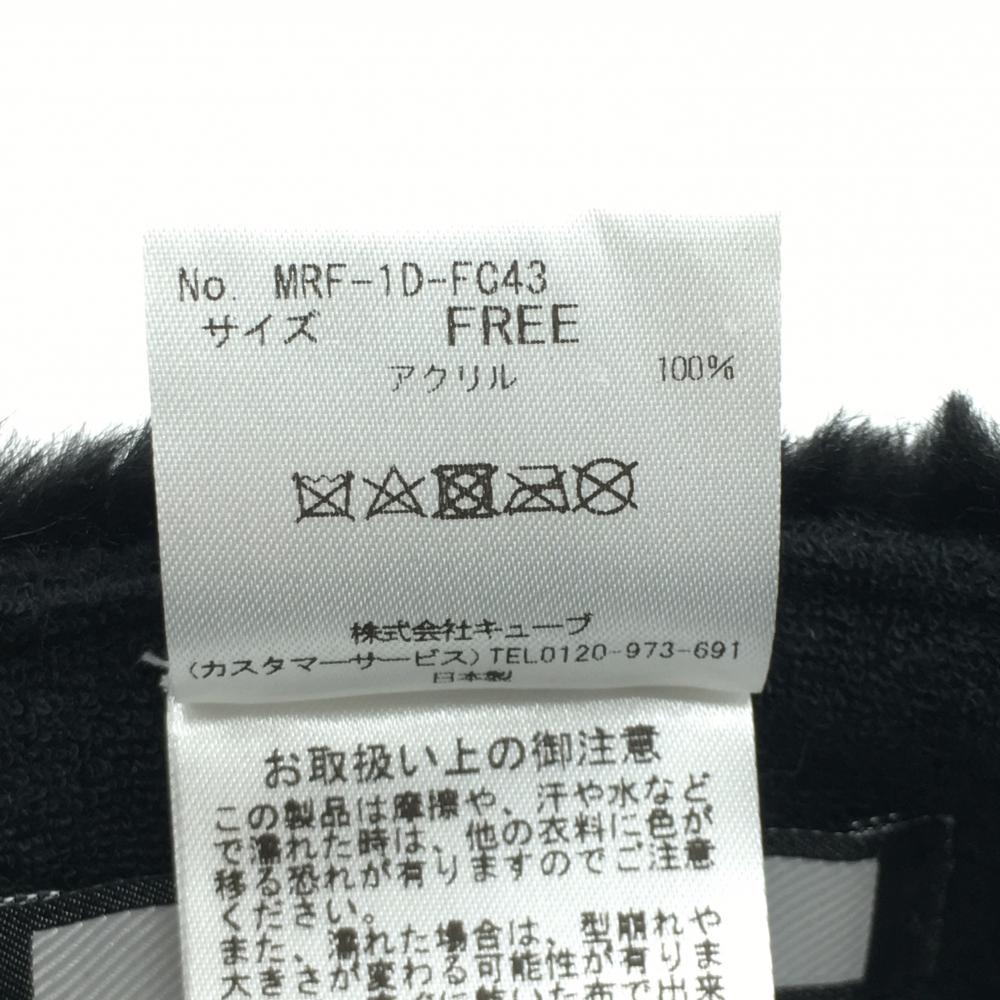 No. MRF-1D-FC43
サイズ FREE
アクリル 100%
株式会社キューブ
(カスタマーサービス)TEL0120-973-691
日本製
お取扱い上の御注意
この製品は摩擦や、汗や水など
で濡れた時は、他の衣料に色が
移る恐れが有りますのでご注意
ください。
また、濡れた場合は、型崩れや
大きさが変わる可能性が有りま